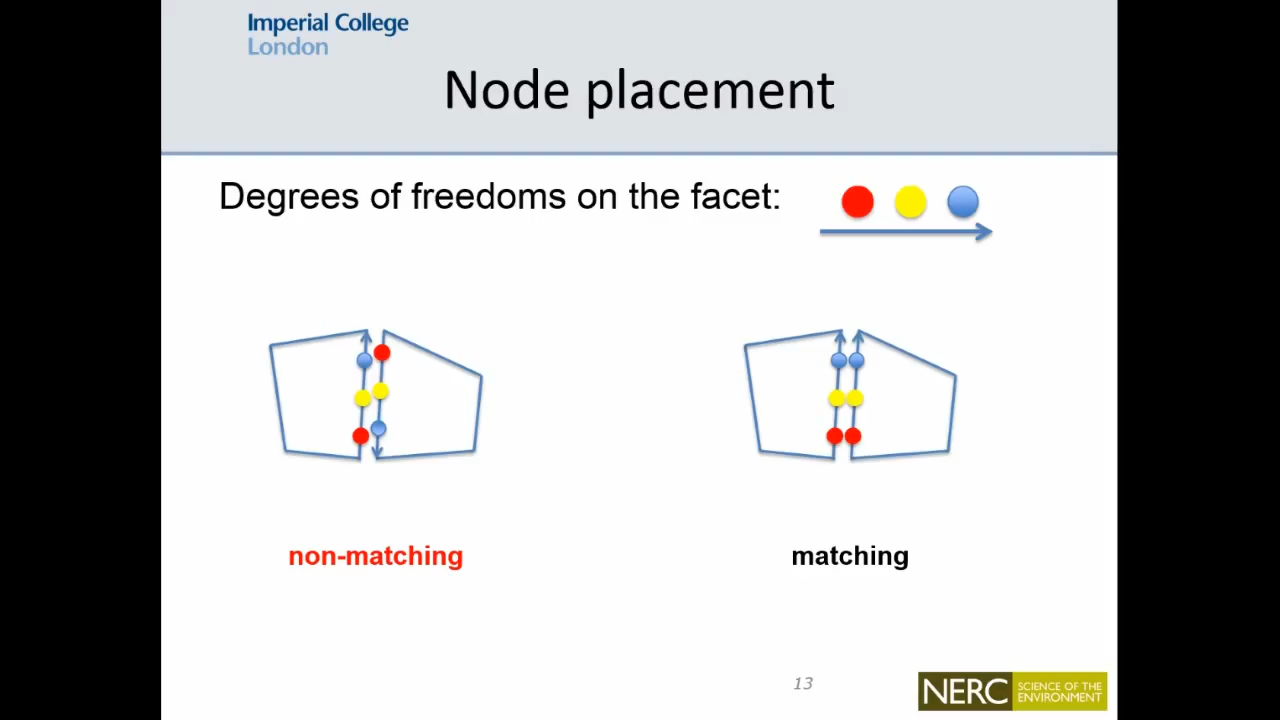 Imperial College
London
Node placement
Degrees of freedoms on the facet:
non-matching
matching
13
NERC
SCIENCE OF THE
ENVIRONMENT